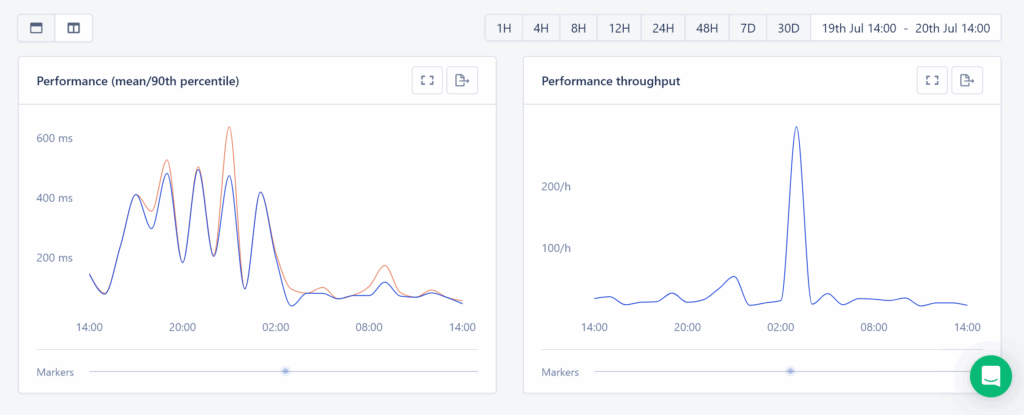 1H 4H 8H 12H 24H 48H 7D 30D 19th Jul 14:00 - 20th Jul 14:00
Performance (mean/90th percentile)
600 ms
400 ms
200 ms
14:00 20:00 02:00 08:00 14:00
Markers
Performance throughput
200/h
100/h
14:00 20:00 02:00 08:00 14:00
Markers